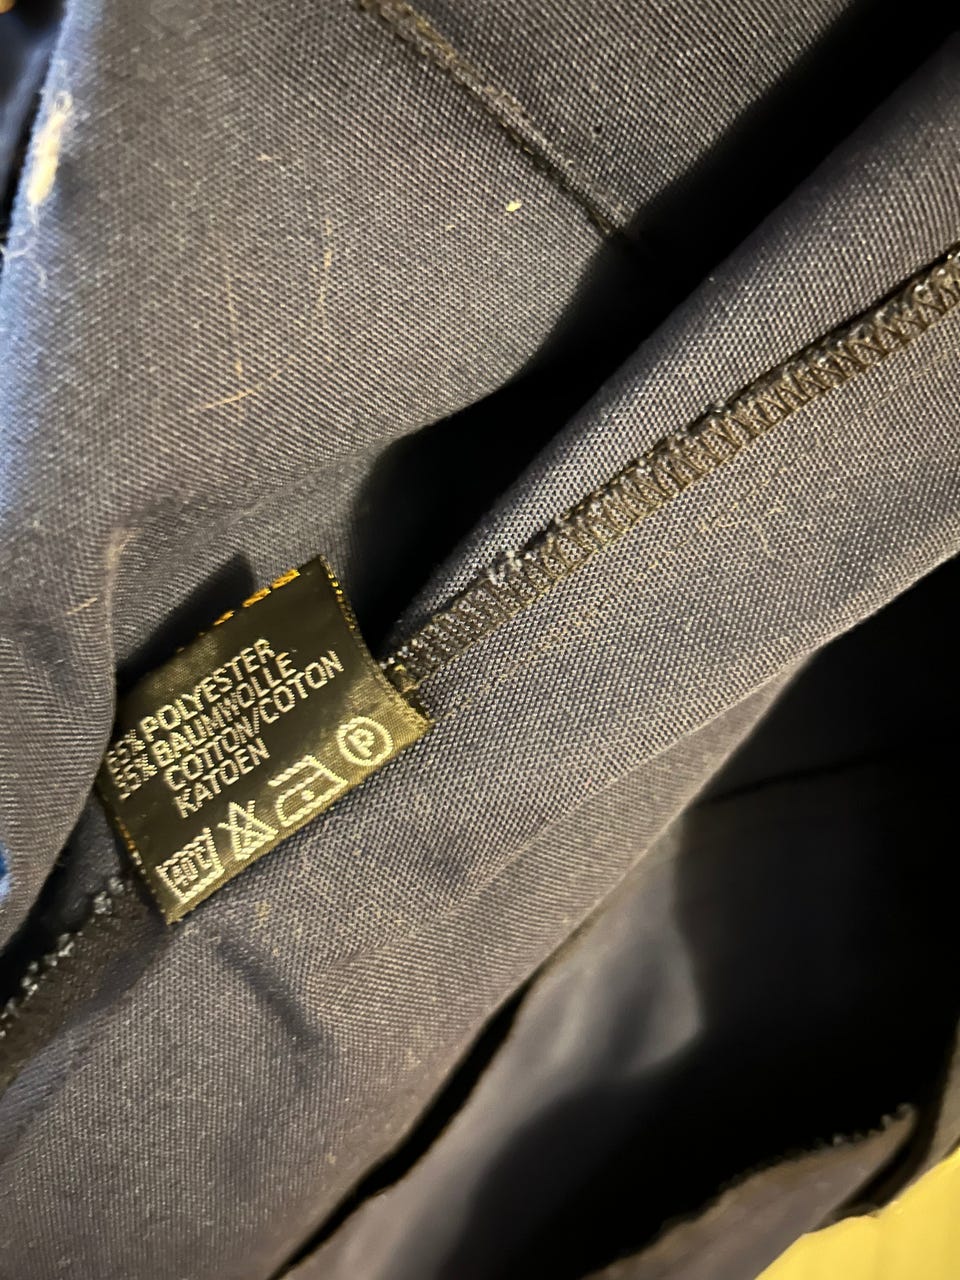 POLYESTER
BAUMWOLLE
COTTON/COTON
KATOEN
40
P